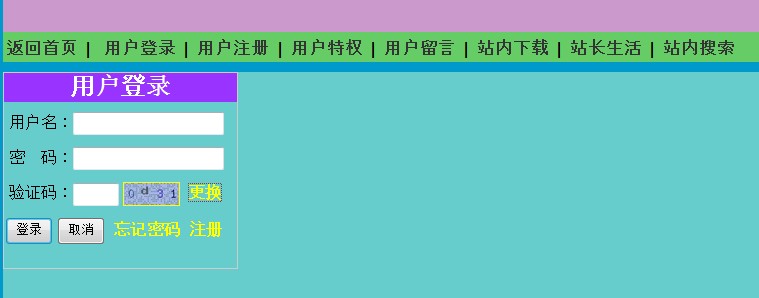 返回首页 | 用户登录 | 用户注册 | 用户特权 | 用户留言 | 站内下载 | 站长生活 | 站内搜索
用户登录
用户名：
密 码：
验证码： 0d31 更换
登录 取消 忘记密码 注册